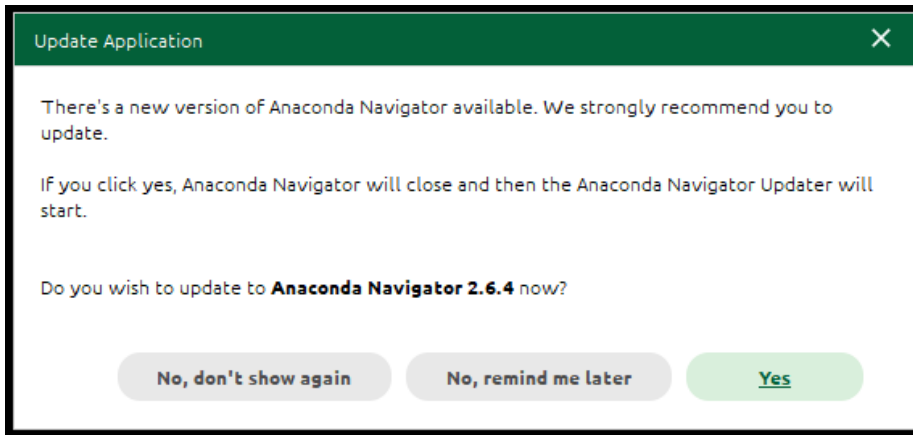 Update Application
There's a new version of Anaconda Navigator available. We strongly recommend you to
update.
If you click yes, Anaconda Navigator will close and then the Anaconda Navigator Updater will
start.
Do you wish to update to Anaconda Navigator 2.6.4 now?
No, don't show again
No, remind me later
Yes